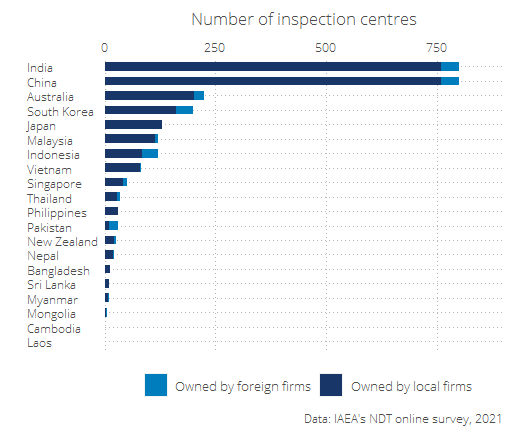 Number of inspection centres
0 250 500 750
India
China
Australia
South Korea
Japan
Malaysia
Indonesia
Vietnam
Singapore
Thailand
Philippines
Pakistan
New Zealand
Nepal
Bangladesh
Sri Lanka
Myanmar
Mongolia
Cambodia
Laos
Owned by foreign firms Owned by local firms
Data: IAEA's NDT online survey, 2021